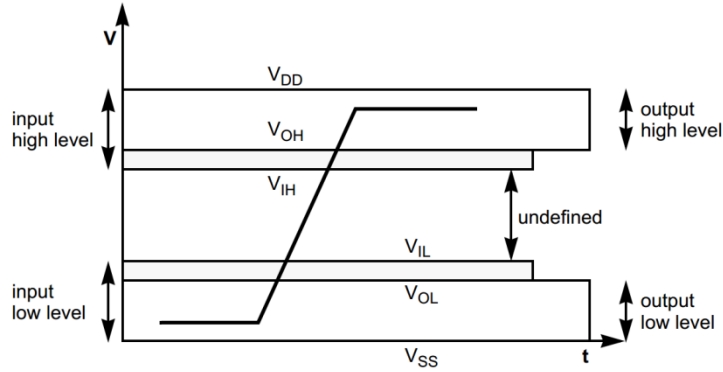 V
V_DD
input
high level
output
high level
V_OH
V_IH
undefined
V_IL
input
low level
V_OL
output
low level
V_SS
t